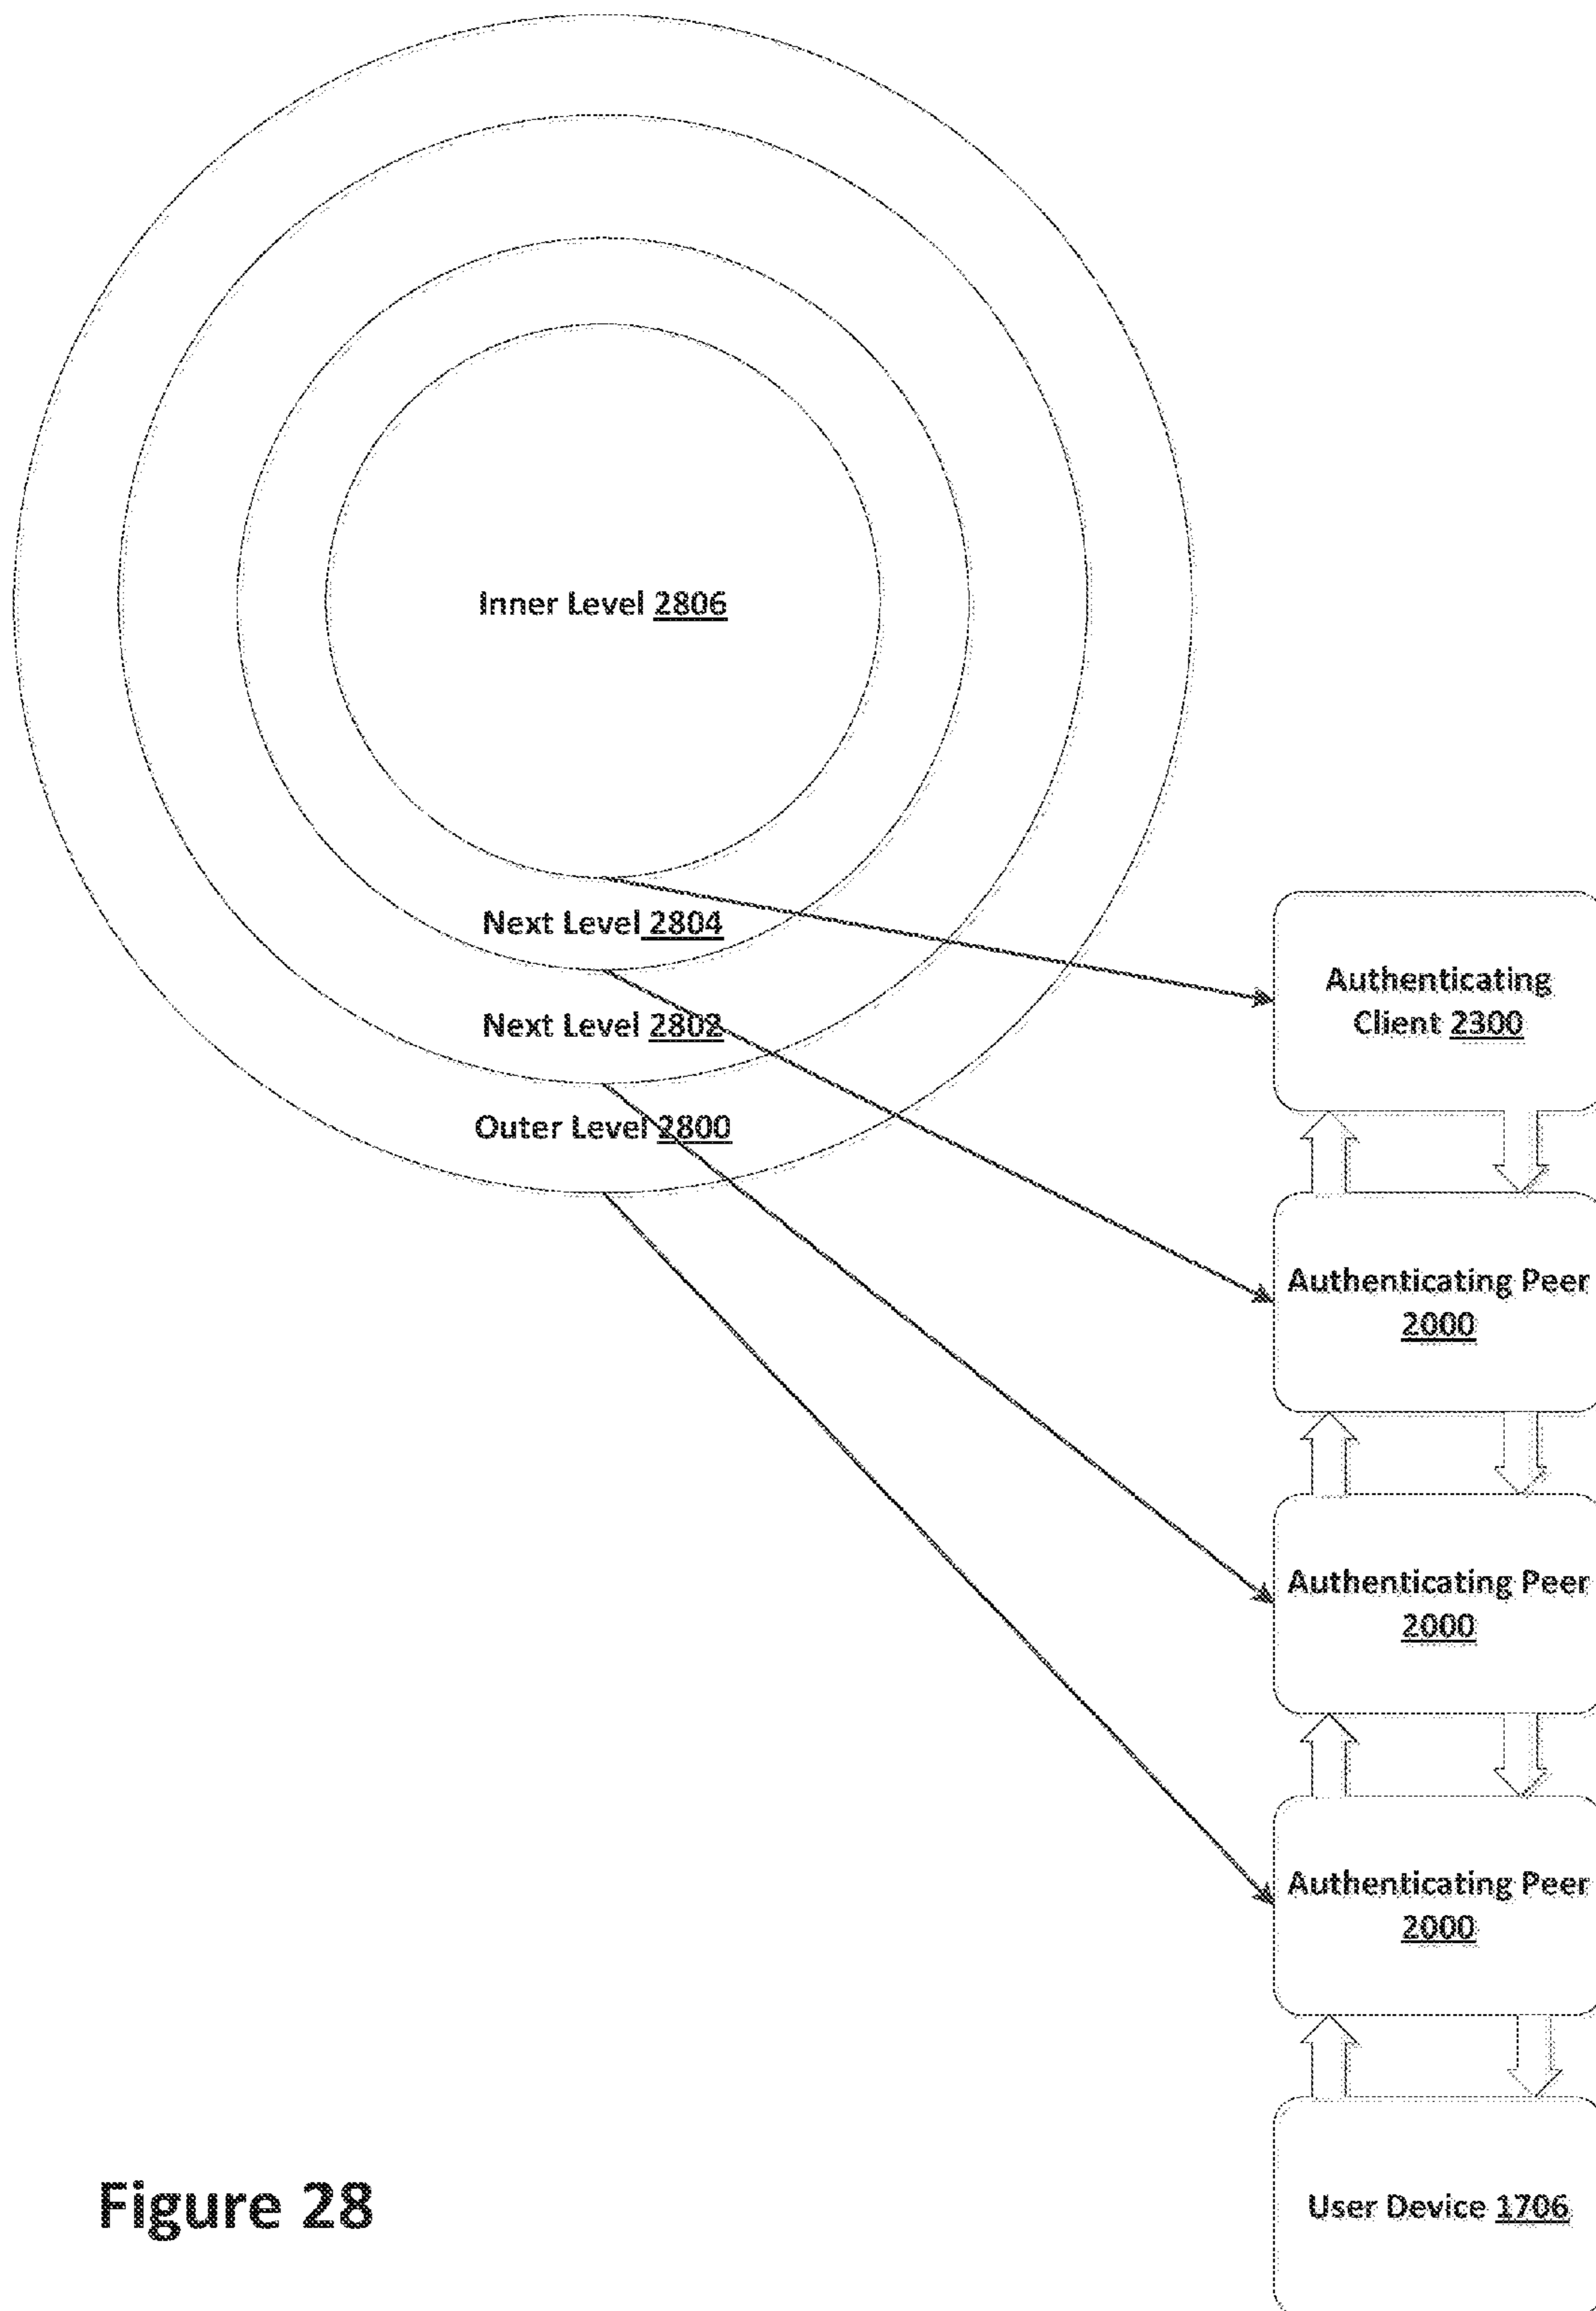 Inner Level 2806
Next Level 2804
Next Level 2802
Outer Level 2800
Authenticating
Client 2300
Authenticating Peer
2000
Authenticating Peer
2000
Authenticating Peer
2000
User Device 1706
Figure 28